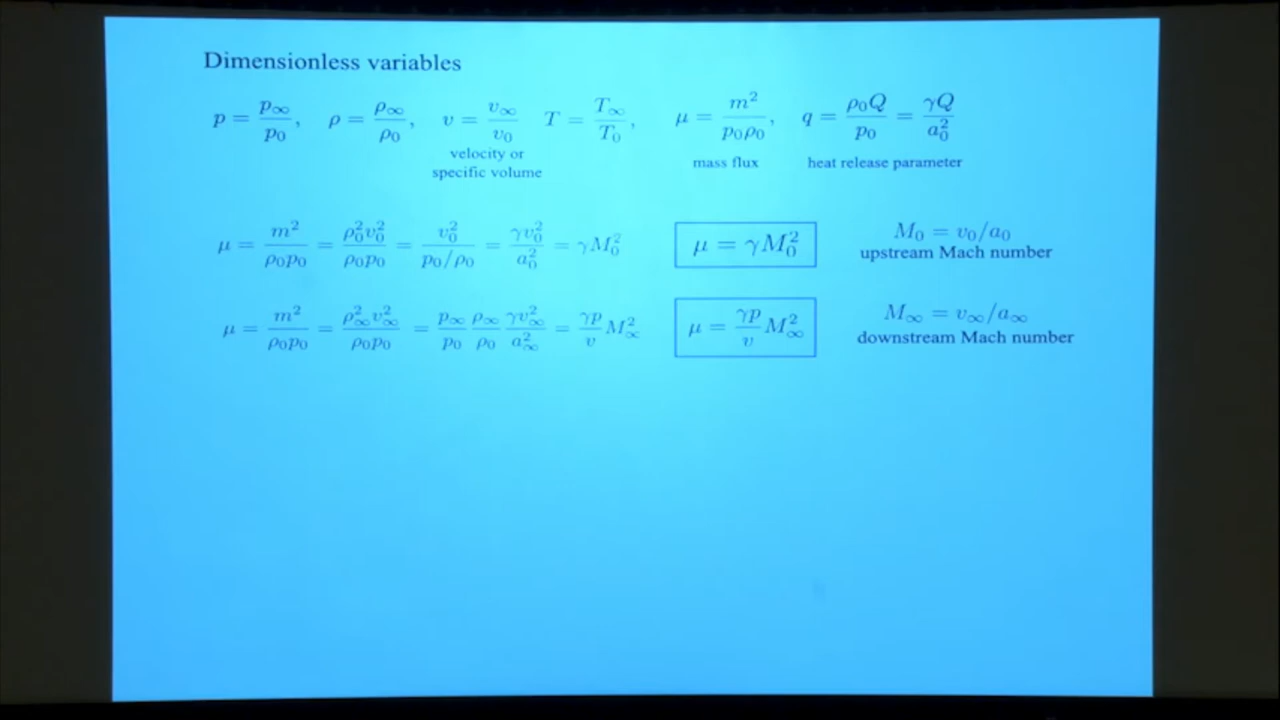 Dimensionless variables
p = p∞/p₀, ρ = ρ∞/ρ₀, v = v∞/v₀ T = T∞/T₀, μ = m²/p₀ρ₀, q = ρ₀Q/p₀ = γQ/a₀²
velocity or
specific volume
mass flux
heat release parameter
μ = m²/ρ₀p₀ = ρ₀²v₀²/ρ₀p₀ = v₀²/p₀/ρ₀ = γv₀²/a₀² = γM₀²
μ = γM₀²
M₀ = v₀/a₀
upstream Mach number
μ = m²/ρ₀p₀ = ρ∞²v∞²/ρ₀p₀ = p∞/p₀ ρ∞/ρ₀ γv∞²/a∞² = γp/v M∞²
μ = γp/v M∞²
M∞ = v∞/a∞
downstream Mach number